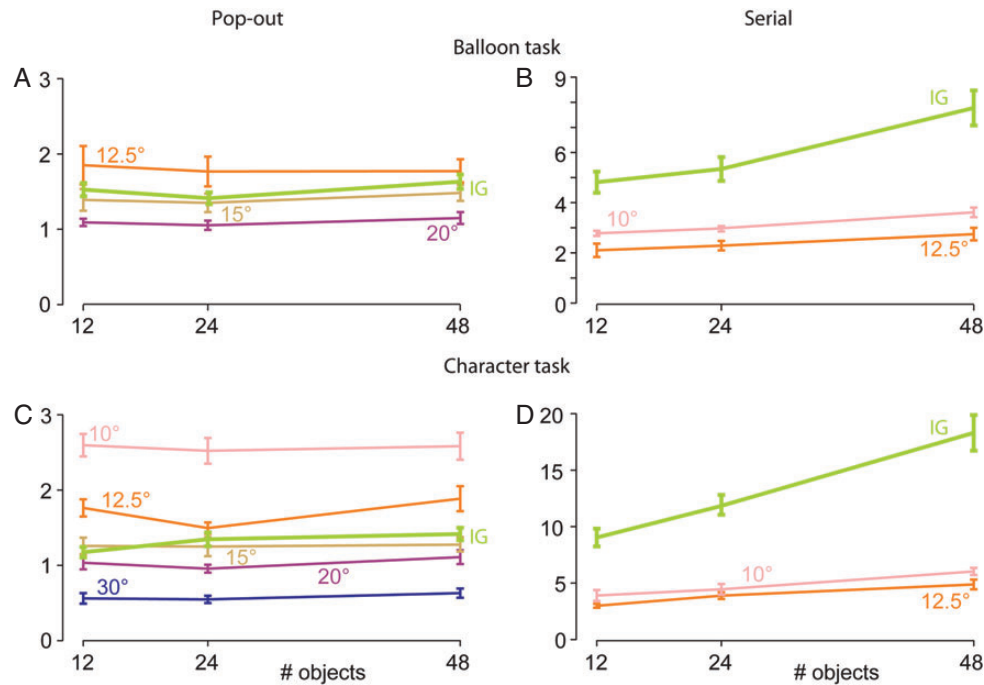 Pop-out Serial
Balloon task
A B
3 9
12.5° IG
2 6
IG
15° 10°
1 3
20° 2 12.5°
0 0
12 24 48 12 24 48
Character task
C D
3 20
10° IG
2 15
12.5°
IG 10
15°
1 20° 10°
30° 5
12.5°
0 0
12 24 # objects 48 12 24 # objects 48